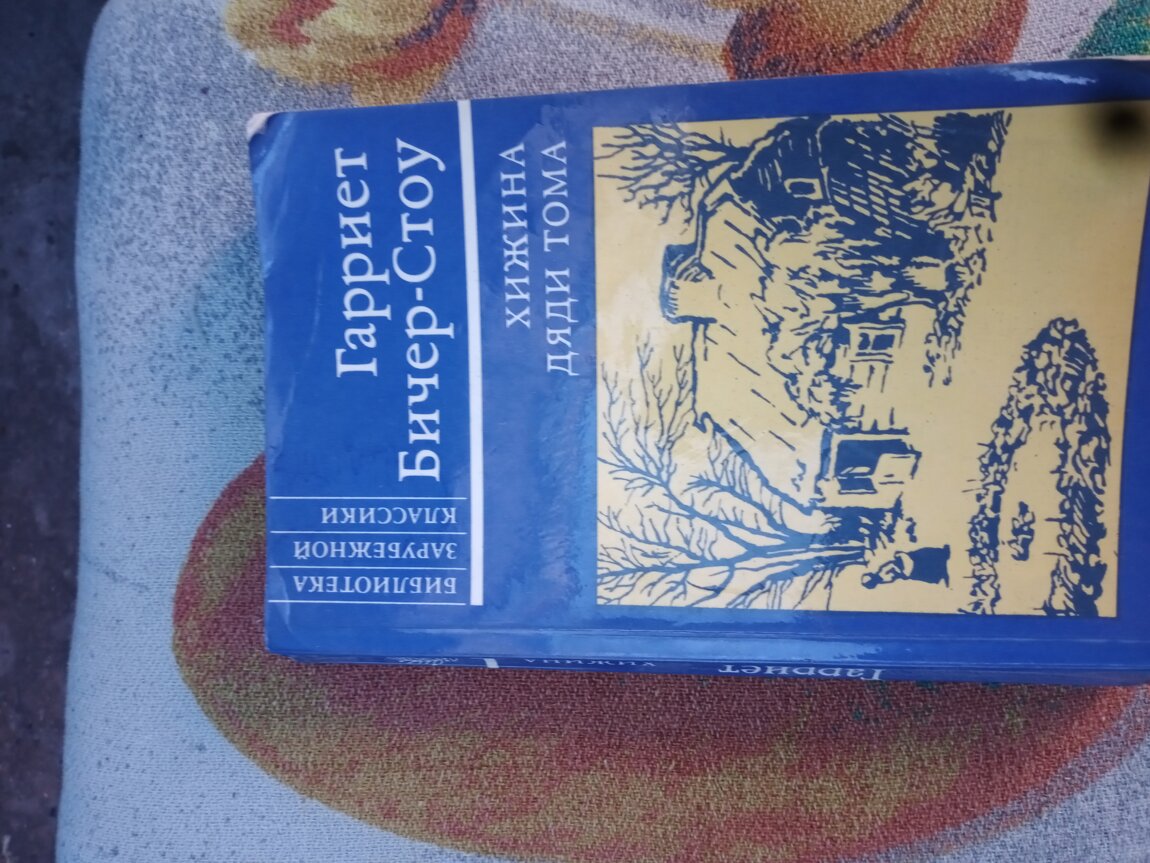 Гарриет
Бичер-Стоу
БИБЛИОТЕКА
ЗАРУБЕЖНОЙ
КЛАССИКИ
ХИЖИНА
ДЯДИ ТОМА
Гарриет
ХИЖИНА